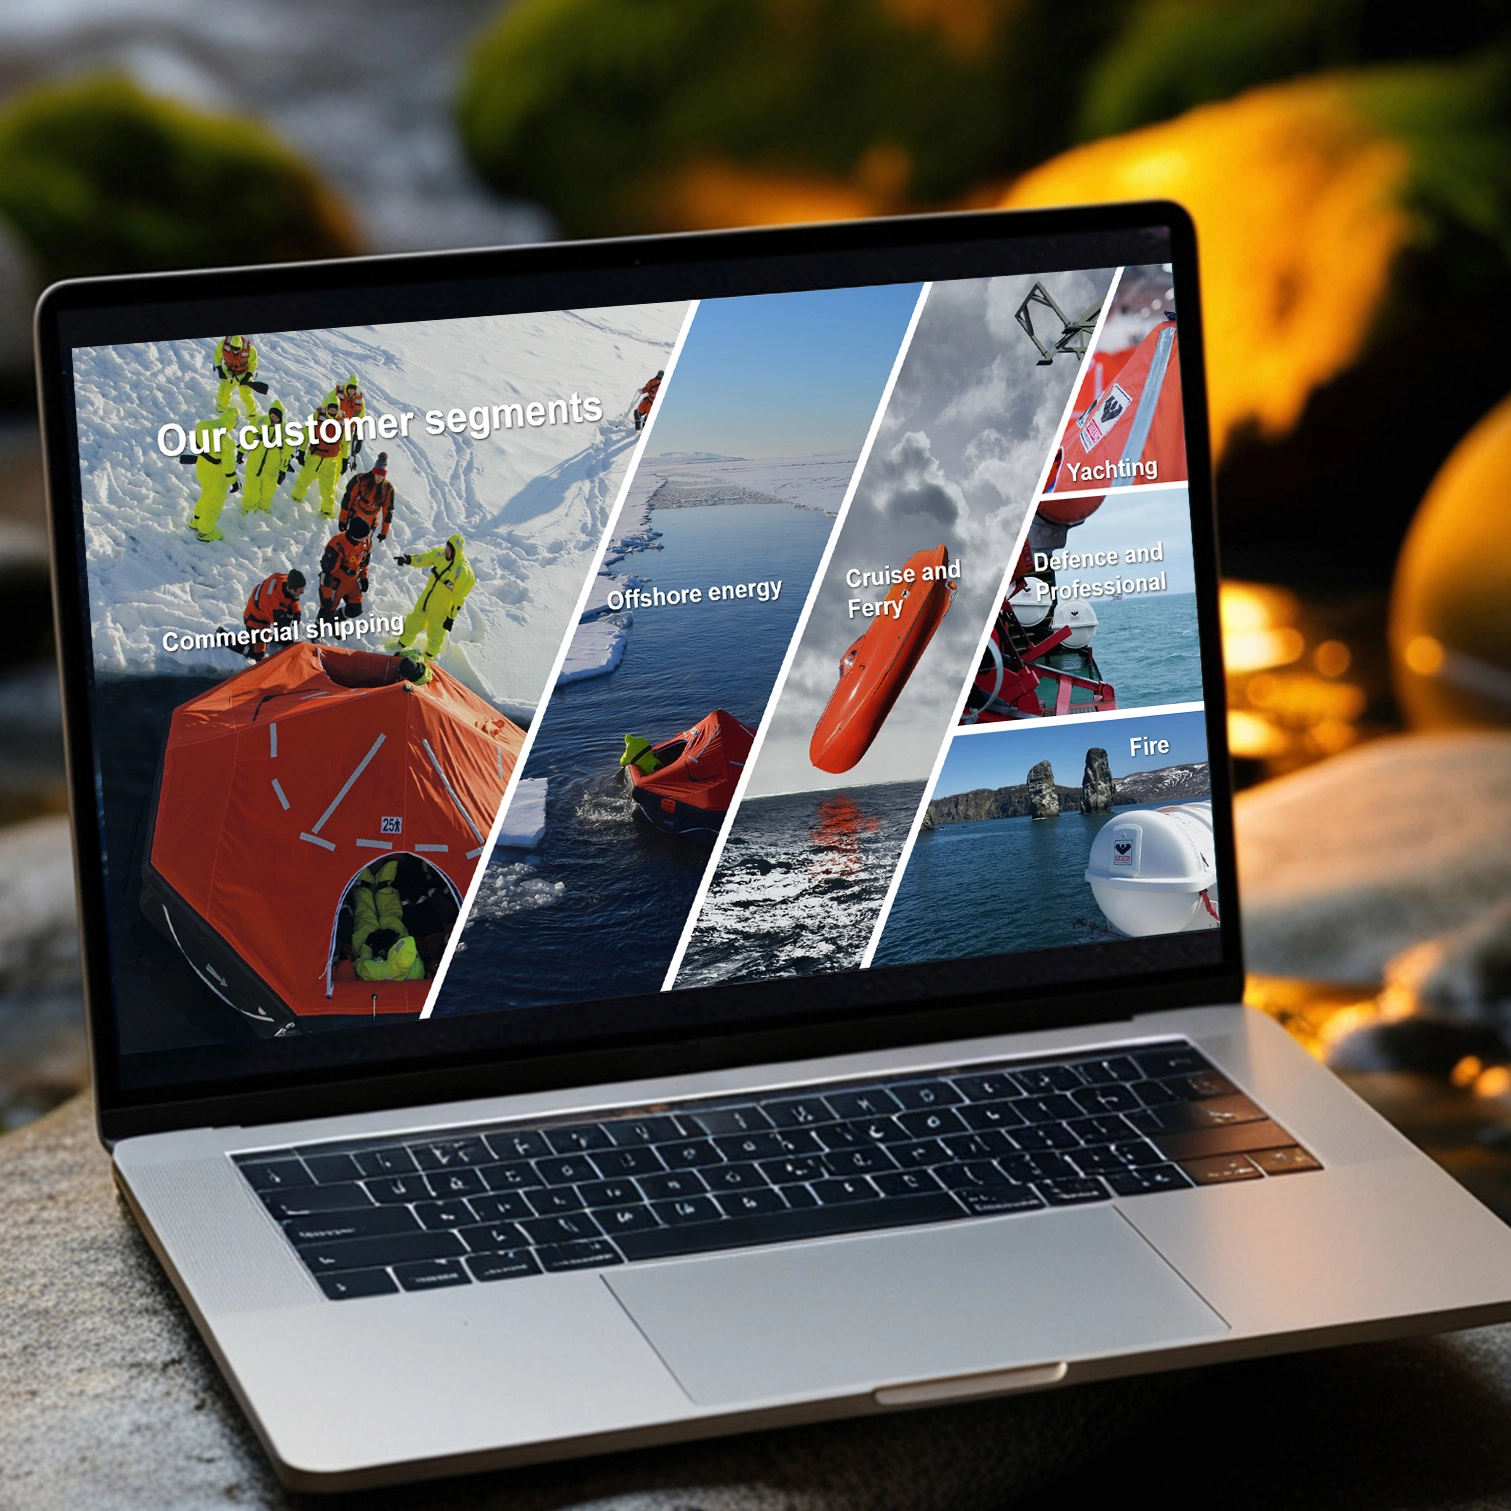 Our customer segments
Commercial shipping
Offshore energy
Cruise and
Ferry
Yachting
Defence and
Professional
Fire
25